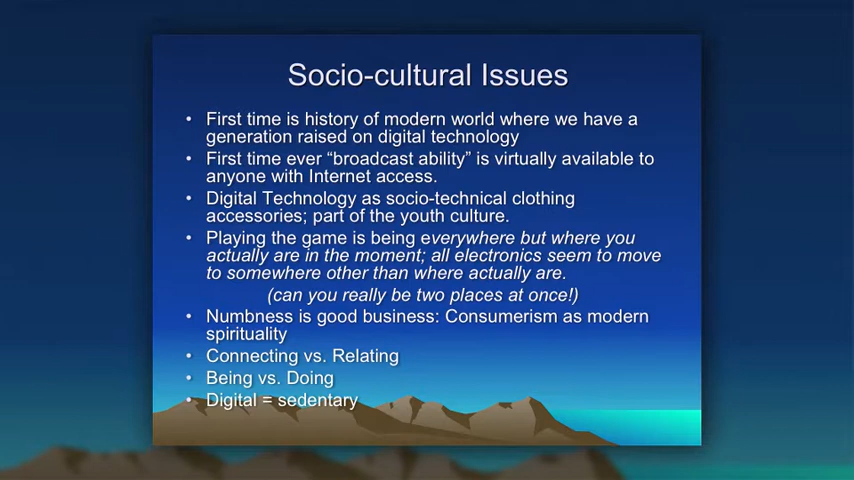 Socio-cultural Issues
• First time is history of modern world where we have a
generation raised on digital technology
• First time ever “broadcast ability” is virtually available to
anyone with Internet access.
• Digital Technology as socio-technical clothing
accessories; part of the youth culture.
• Playing the game is being everywhere but where you
actually are in the moment; all electronics seem to move
to somewhere other than where actually are.
(can you really be two places at once!)
• Numbness is good business: Consumerism as modern
spirituality
• Connecting vs. Relating
• Being vs. Doing
• Digital = sedentary